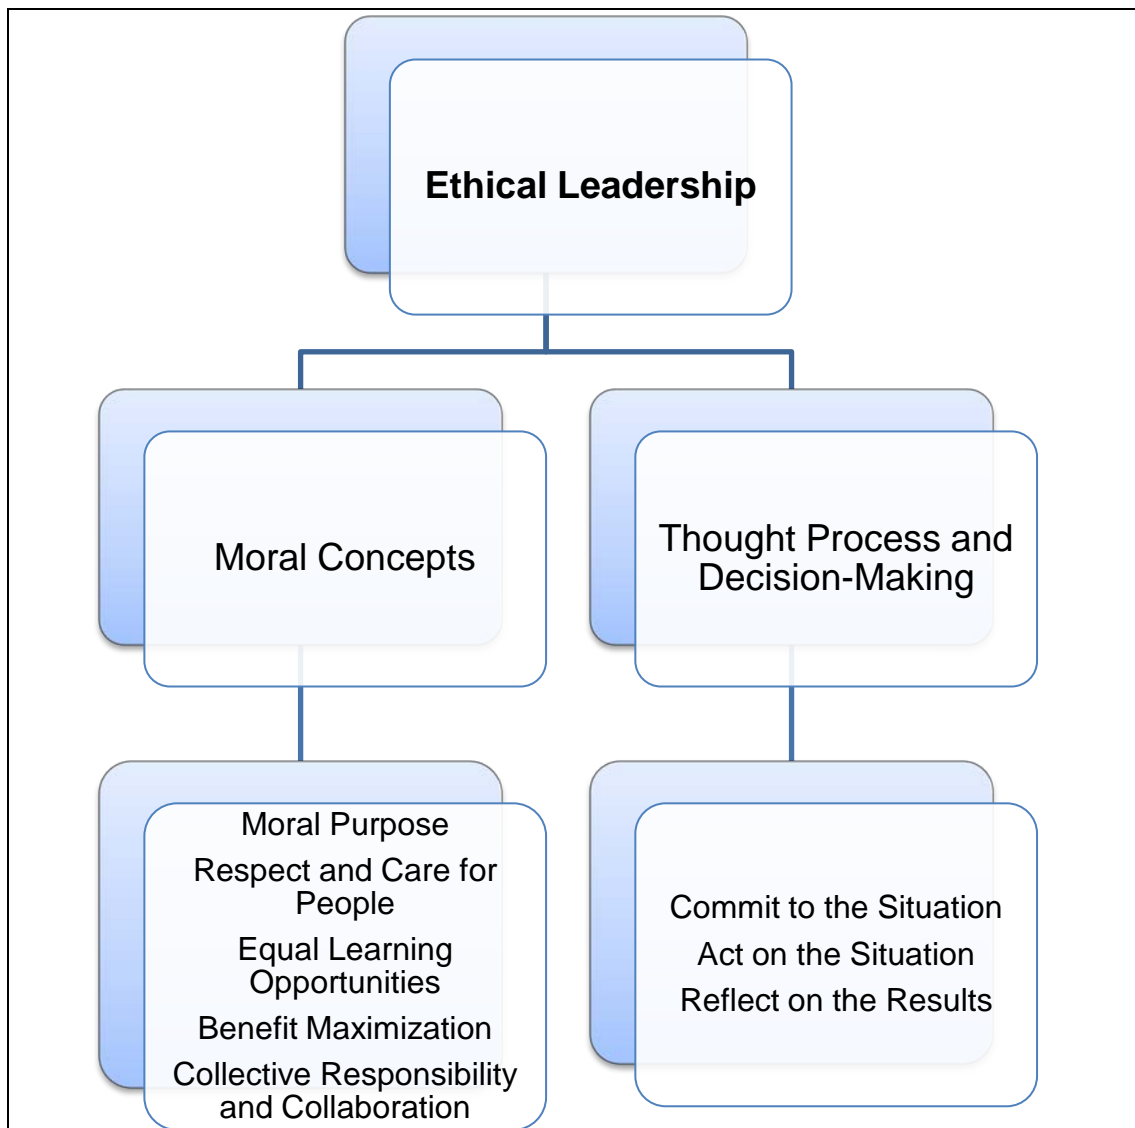 Ethical Leadership
Moral Concepts
Thought Process and
Decision-Making
Moral Purpose
Respect and Care for
People
Equal Learning
Opportunities
Benefit Maximization
Collective Responsibility
and Collaboration
Commit to the Situation
Act on the Situation
Reflect on the Results